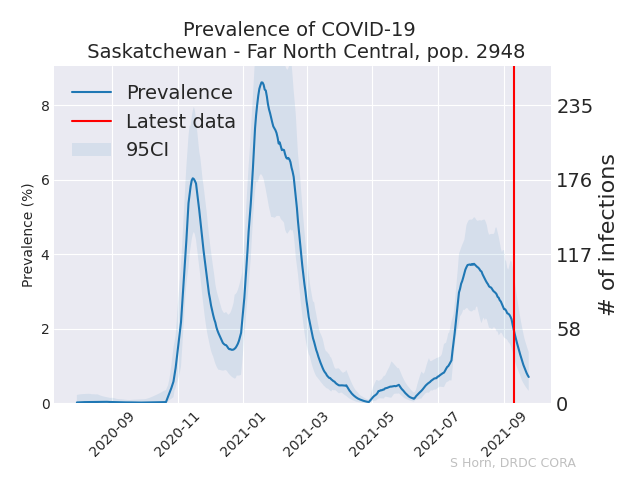 Prevalence of COVID-19
Saskatchewan - Far North Central, pop. 2948
Prevalence
Latest data
95CI
Prevalence (%)
8
6
4
2
0
235
176
117
58
0
# of infections
2020-09
2020-11
2021-01
2021-03
2021-05
2021-07
2021-09
S Horn, DRDC CORA